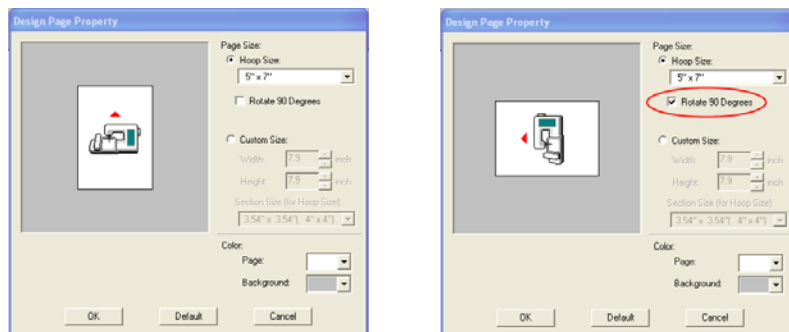 Design Page Property
Page Size:
Hoop Size:
5" x 7"
Rotate 90 Degrees
Custom Size:
Width: 7.9 inch
Height: 7.9 inch
Section Size (for Hoop Size):
3.54" x 3.54"( 4" x 4")
Color:
Page:
Background:
OK Default Cancel
Design Page Property
Page Size:
Hoop Size:
5" x 7"
Rotate 90 Degrees
Custom Size:
Width: 7.9 inch
Height: 7.9 inch
Section Size (for Hoop Size):
3.54" x 3.54"( 4" x 4")
Color:
Page:
Background:
OK Default Cancel